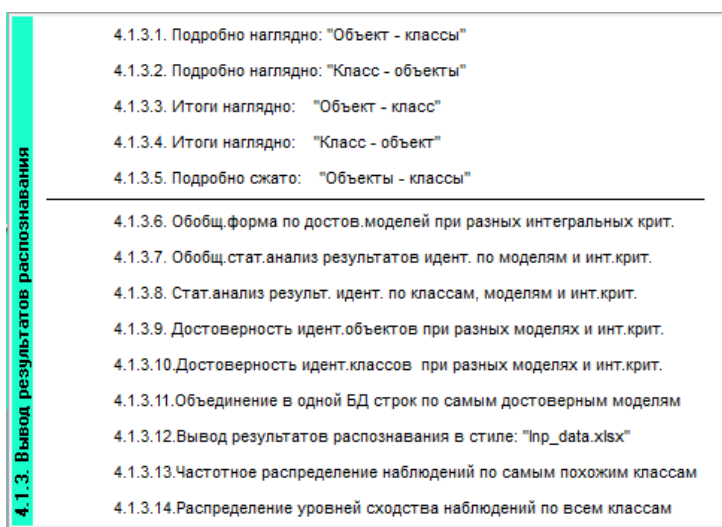 4.1.3. Вывод результатов распознавания
4.1.3.1. Подробно наглядно: "Объект - классы"
4.1.3.2. Подробно наглядно: "Класс - объекты"
4.1.3.3. Итоги наглядно: "Объект - класс"
4.1.3.4. Итоги наглядно: "Класс - объект"
4.1.3.5. Подробно сжато: "Объекты - классы"
4.1.3.6. Обобщ.форма по достов.моделей при разных интегральных крит.
4.1.3.7. Обобщ.стат.анализ результатов идент. по моделям и инт.крит.
4.1.3.8. Стат.анализ результ. идент. по классам, моделям и инт.крит.
4.1.3.9. Достоверность идент.объектов при разных моделях и инт.крит.
4.1.3.10.Достоверность идент.классов при разных моделях и инт.крит.
4.1.3.11.Объединение в одной БД строк по самым достоверным моделям
4.1.3.12.Вывод результатов распознавания в стиле: "Inp_data.xlsx"
4.1.3.13.Частотное распределение наблюдений по самым похожим классам
4.1.3.14.Распределение уровней сходства наблюдений по всем классам